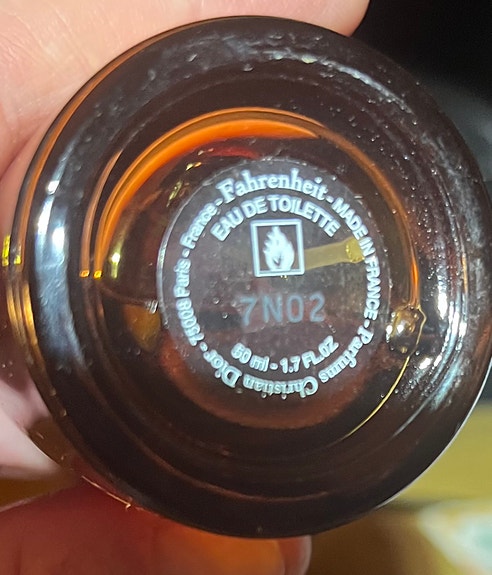 Fahrenheit - MADE IN FRANCE - Parfums Christian Dior - 75008 Paris - France -
EAU DE TOILETTE
7N02
50 ml - 1.7 FL.OZ